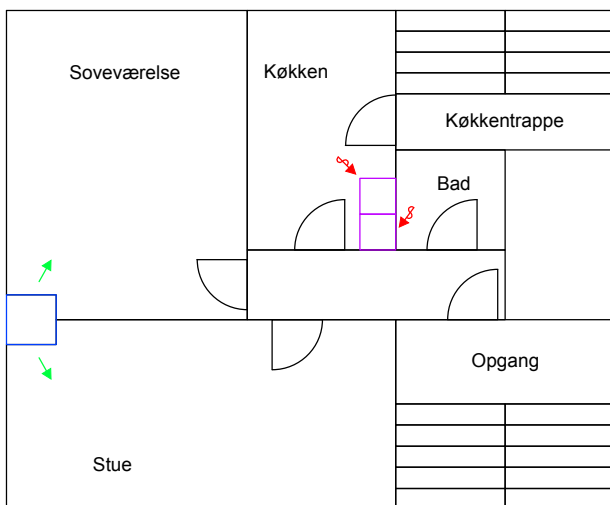 Soveværelse
Køkken
Køkkentrappe
Bad
Opgang
Stue